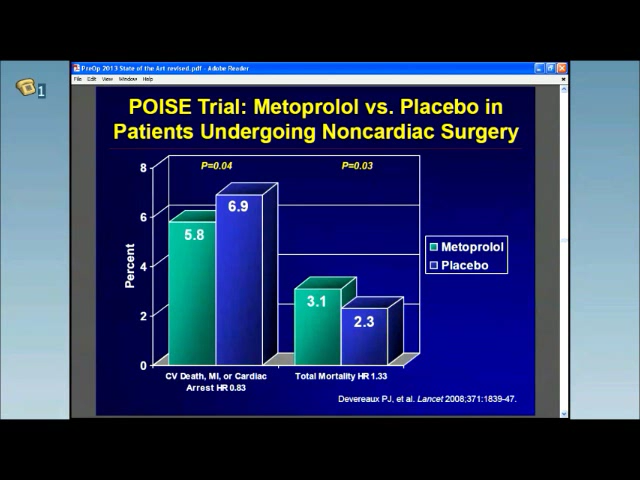 PreOp 2013 State of the Art revised.pdf - Adobe Reader
File Edit View Window Help
1
POISE Trial: Metoprolol vs. Placebo in
Patients Undergoing Noncardiac Surgery
P=0.04 P=0.03
8
6
4
2
0
Percent
5.8
6.9
3.1
2.3
Metoprolol
Placebo
CV Death, MI, or Cardiac
Arrest HR 0.83
Total Mortality HR 1.33
Devereaux PJ, et al. Lancet 2008;371:1839-47.